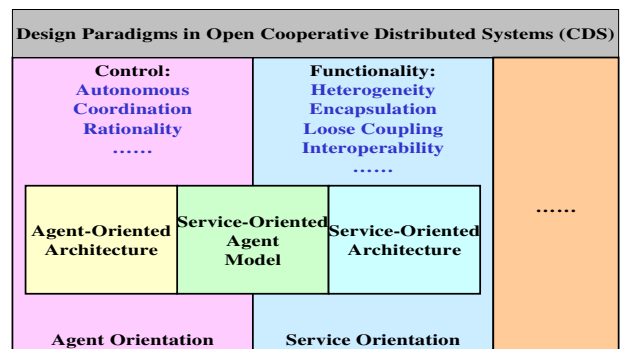 Design Paradigms in Open Cooperative Distributed Systems (CDS)
Control:
Autonomous
Coordination
Rationality
……
Functionality:
Heterogeneity
Encapsulation
Loose Coupling
Interoperability
……
Agent-Oriented
Architecture
Service-Oriented
Agent
Model
Service-Oriented
Architecture
……
Agent Orientation
Service Orientation